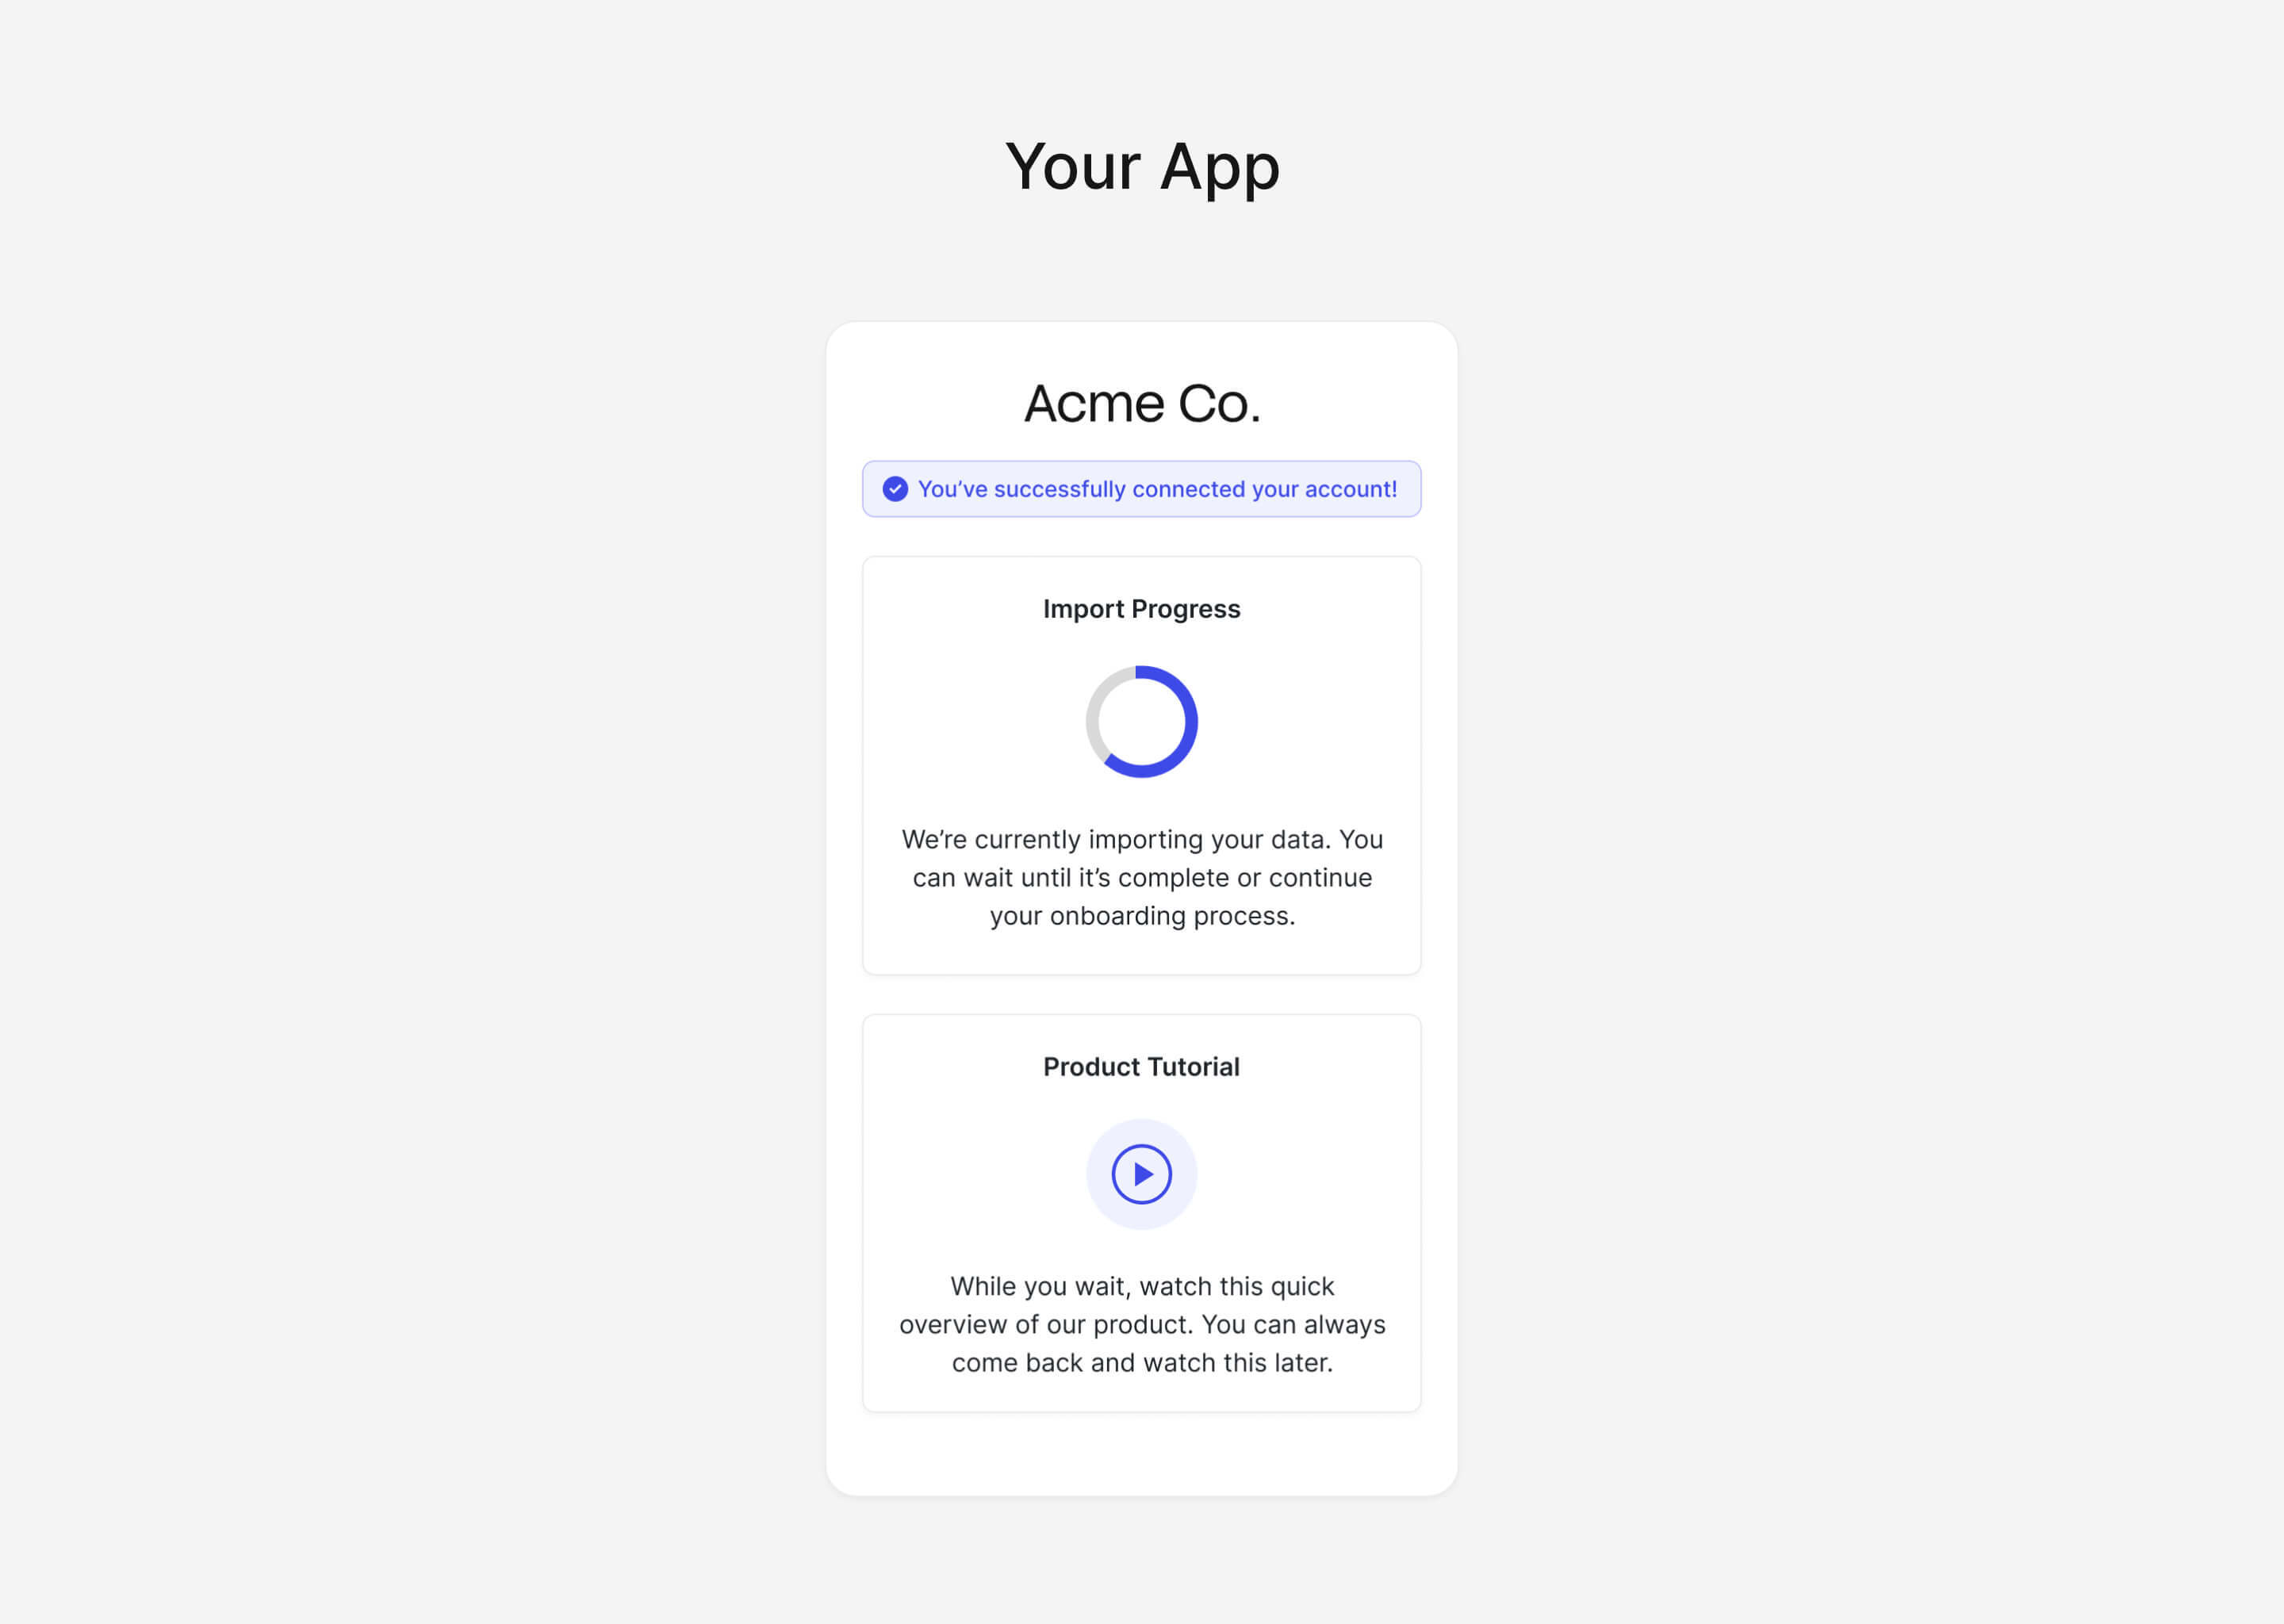 Your App
Acme Co.
You’ve successfully connected your account!
Import Progress
We’re currently importing your data. You
can wait until it’s complete or continue
your onboarding process.
Product Tutorial
While you wait, watch this quick
overview of our product. You can always
come back and watch this later.